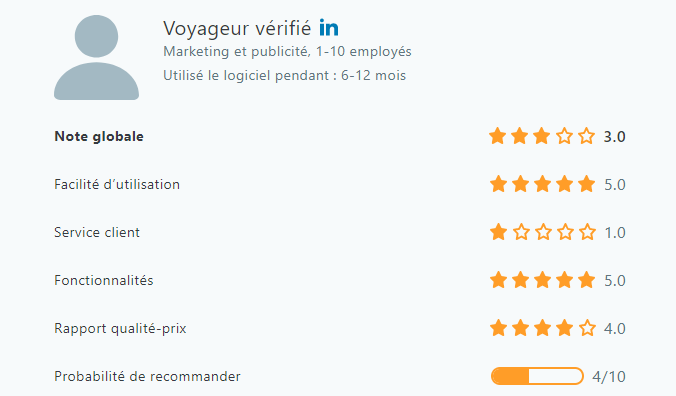 Voyageur vérifié in
Marketing et publicité, 1-10 employés
Utilisé le logiciel pendant : 6-12 mois
Note globale 3.0
Facilité d’utilisation 5.0
Service client 1.0
Fonctionnalités 5.0
Rapport qualité-prix 4.0
Probabilité de recommander 4/10